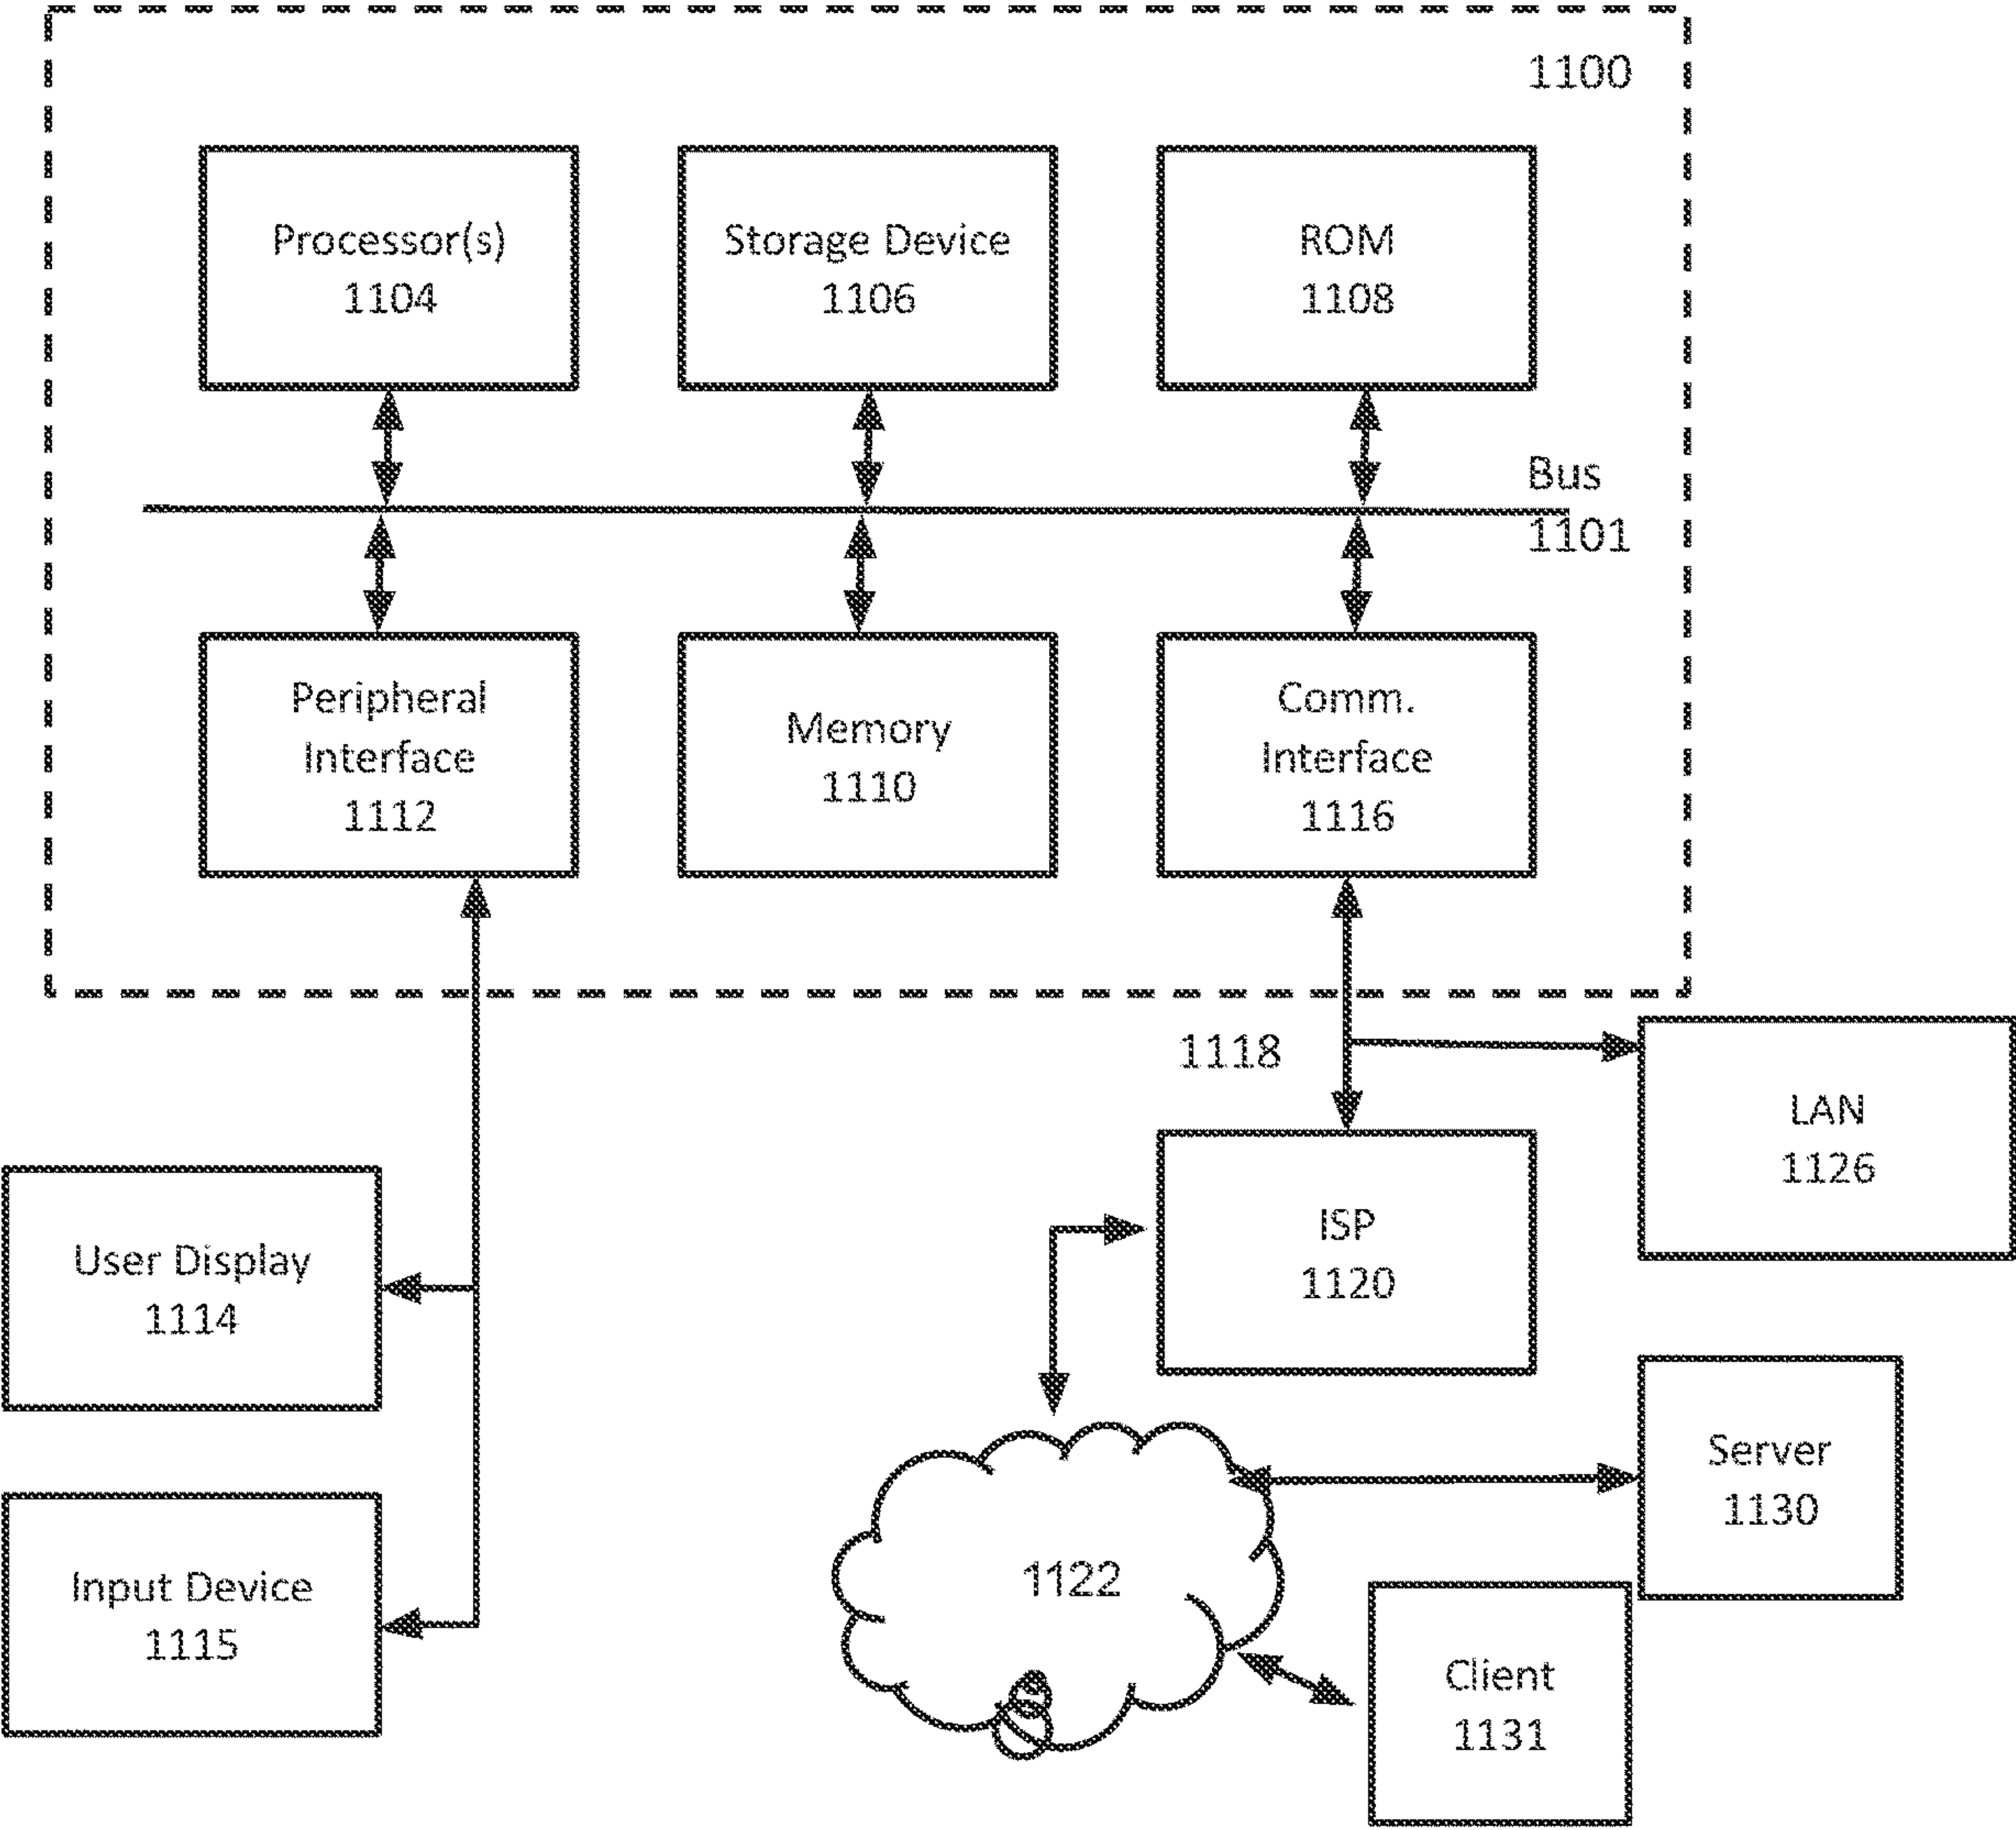 1100
Processor(s)
1104
Storage Device
1106
ROM
1108
Bus
1101
Peripheral
Interface
1112
Memory
1110
Comm.
Interface
1116
1118
LAN
1126
ISP
1120
User Display
1114
Server
1130
Input Device
1115
1122
Client
1131